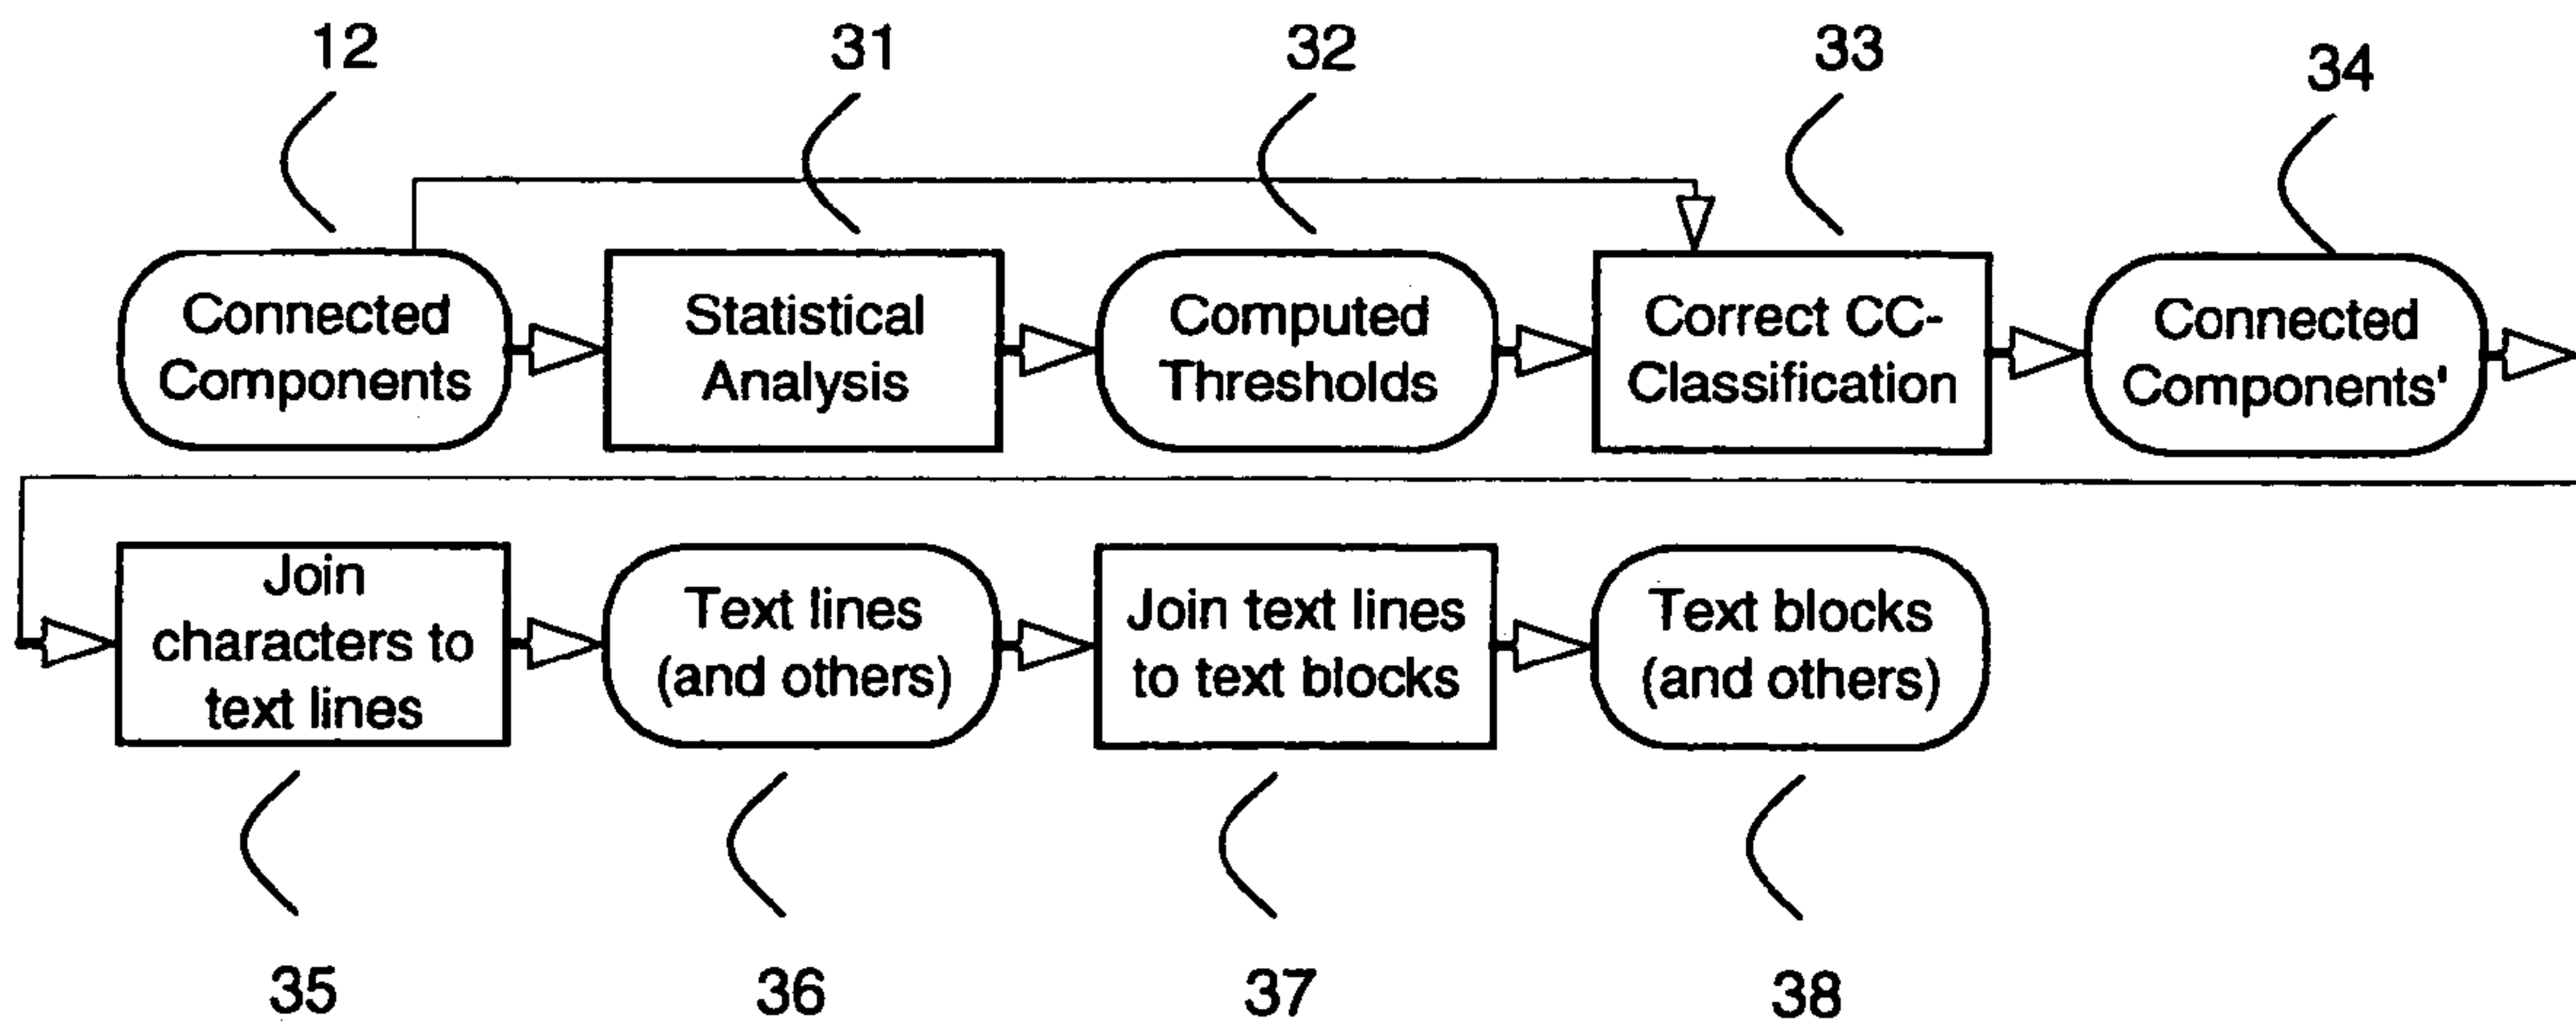 12 31 32 33 34
Connected
Components
Statistical
Analysis
Computed
Thresholds
Correct CC-
Classification
Connected
Components'
Join
characters to
text lines
Text lines
(and others)
Join text lines
to text blocks
Text blocks
(and others)
35 36 37 38